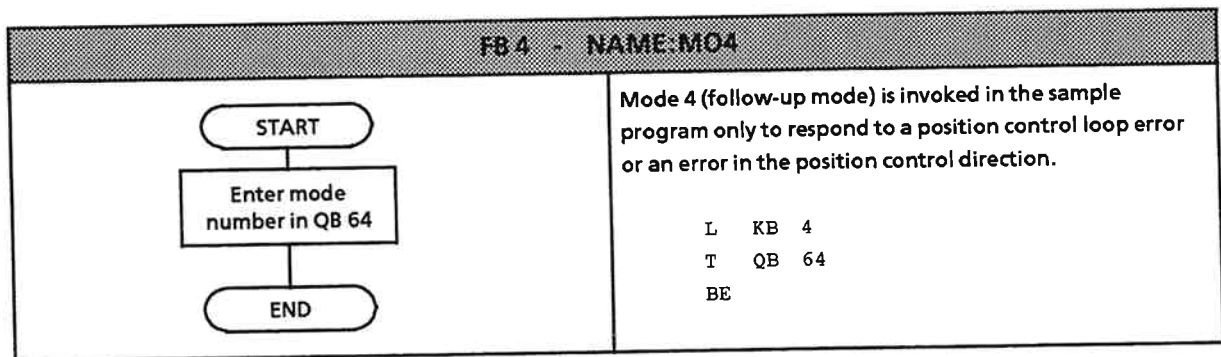 FB 4 - NAME:MO4
START
Enter mode
number in QB 64
END
Mode 4 (follow-up mode) is invoked in the sample
program only to respond to a position control loop error
or an error in the position control direction.
L KB 4
T QB 64
BE